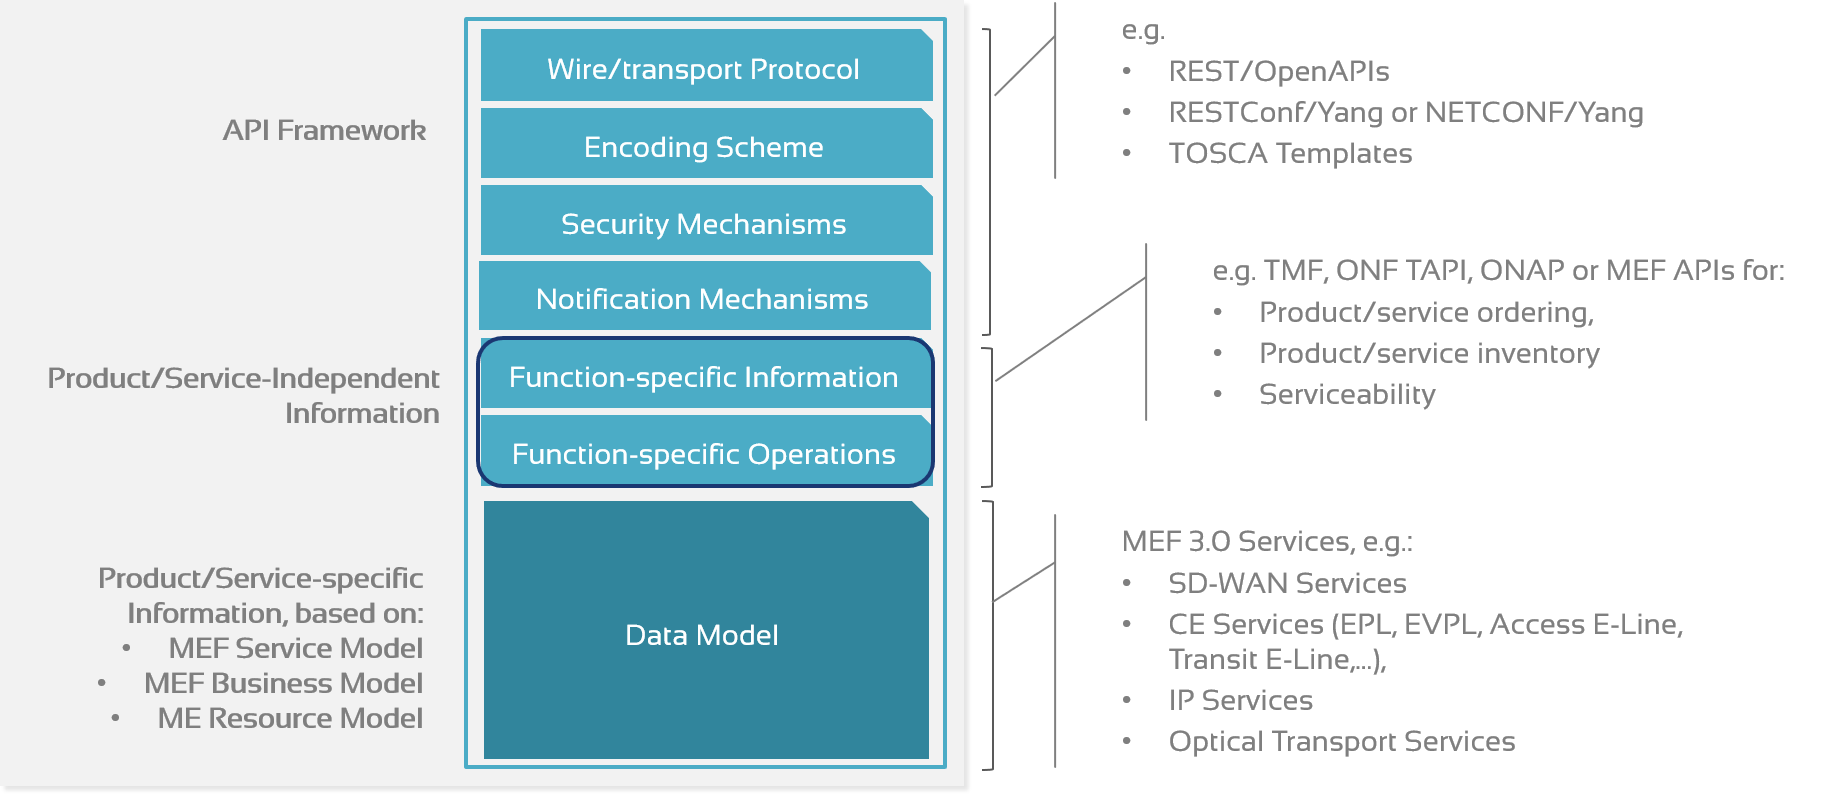 API Framework
Wire/transport Protocol
Encoding Scheme
Security Mechanisms
Notification Mechanisms
e.g.
• REST/OpenAPIs
• RESTConf/Yang or NETCONF/Yang
• TOSCA Templates
Product/Service-Independent
Information
Function-specific Information
Function-specific Operations
e.g. TMF, ONF TAPI, ONAP or MEF APIs for:
• Product/service ordering,
• Product/service inventory
• Serviceability
Product/Service-specific
Information, based on:
• MEF Service Model
• MEF Business Model
• ME Resource Model
Data Model
MEF 3.0 Services, e.g.:
• SD-WAN Services
• CE Services (EPL, EVPL, Access E-Line,
Transit E-Line,...),
• IP Services
• Optical Transport Services